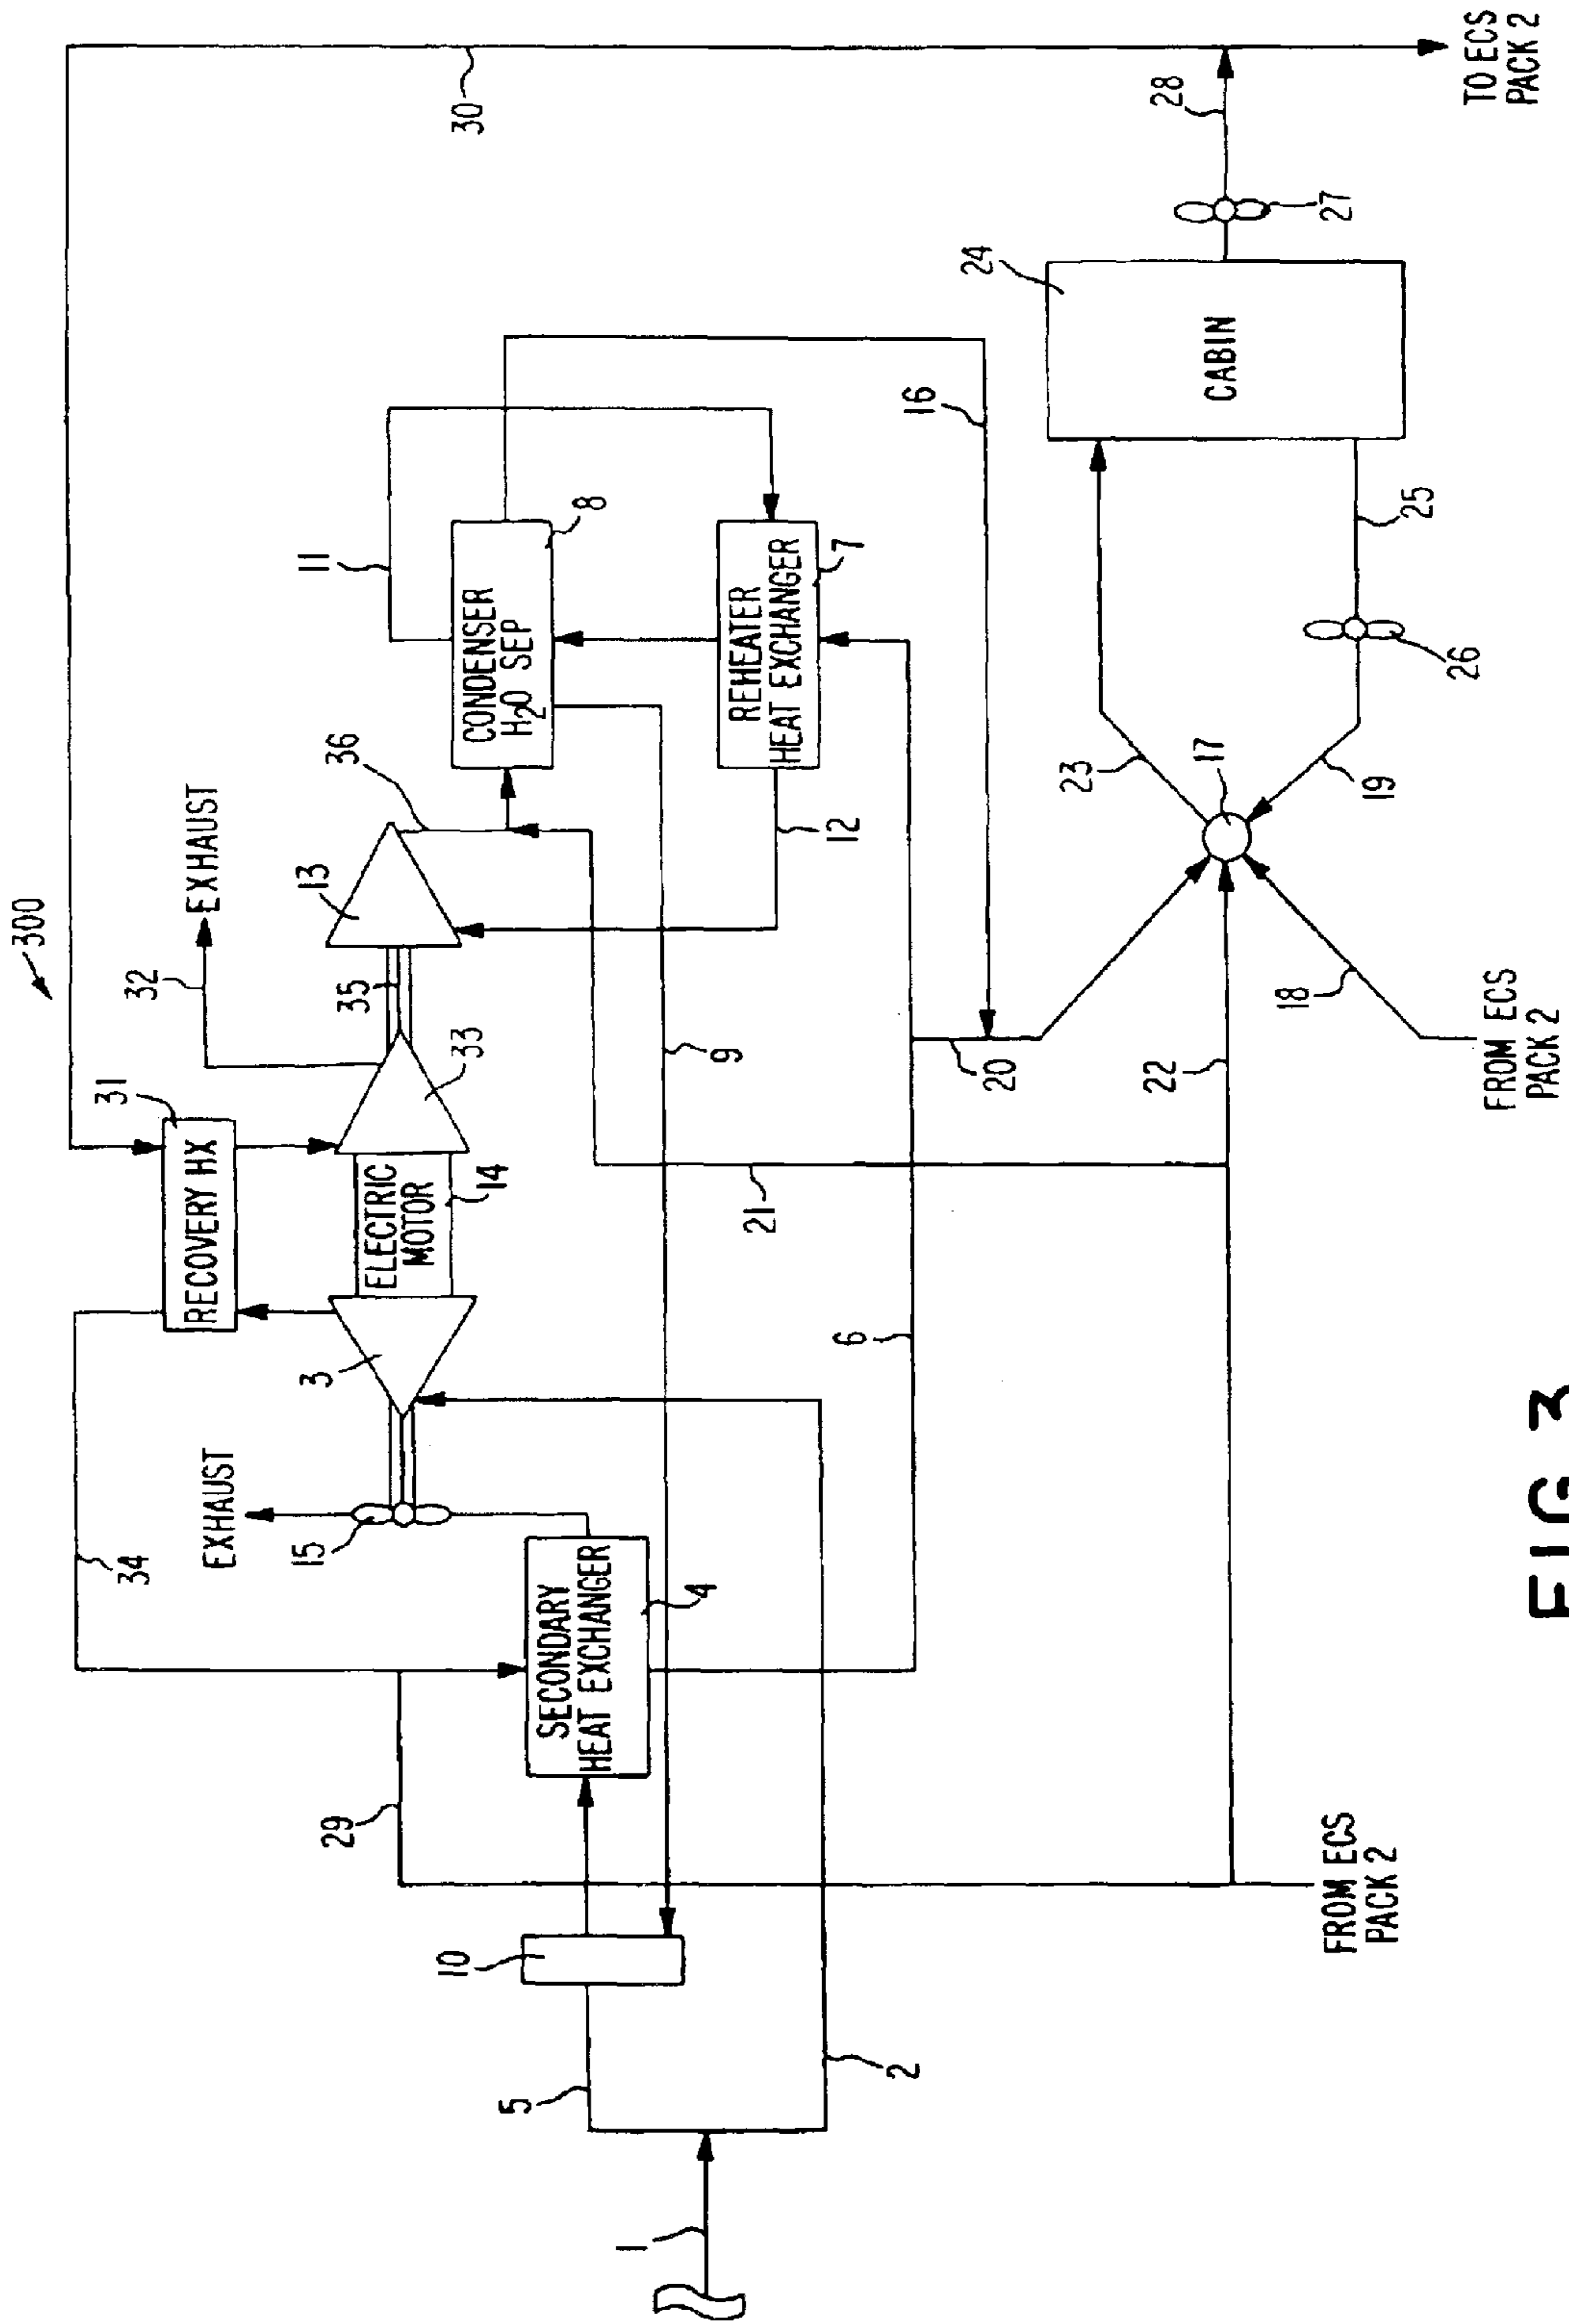 300
30
TO ECS
PACK 2
28
27
24
CABIN
25
26
23
17
19
16
11
CONDENSER
H2O SEP
8
REHEATER
HEAT EXCHANGER
7
12
36
13
EXHAUST
32
35
33
31
RECOVERY HX
ELECTRIC
MOTOR
14
3
9
20
18
22
FROM ECS
PACK 2
21
6
EXHAUST
15
34
SECONDARY
HEAT EXCHANGER
4
29
10
5
2
1
FROM ECS
PACK 2
FIG. 3